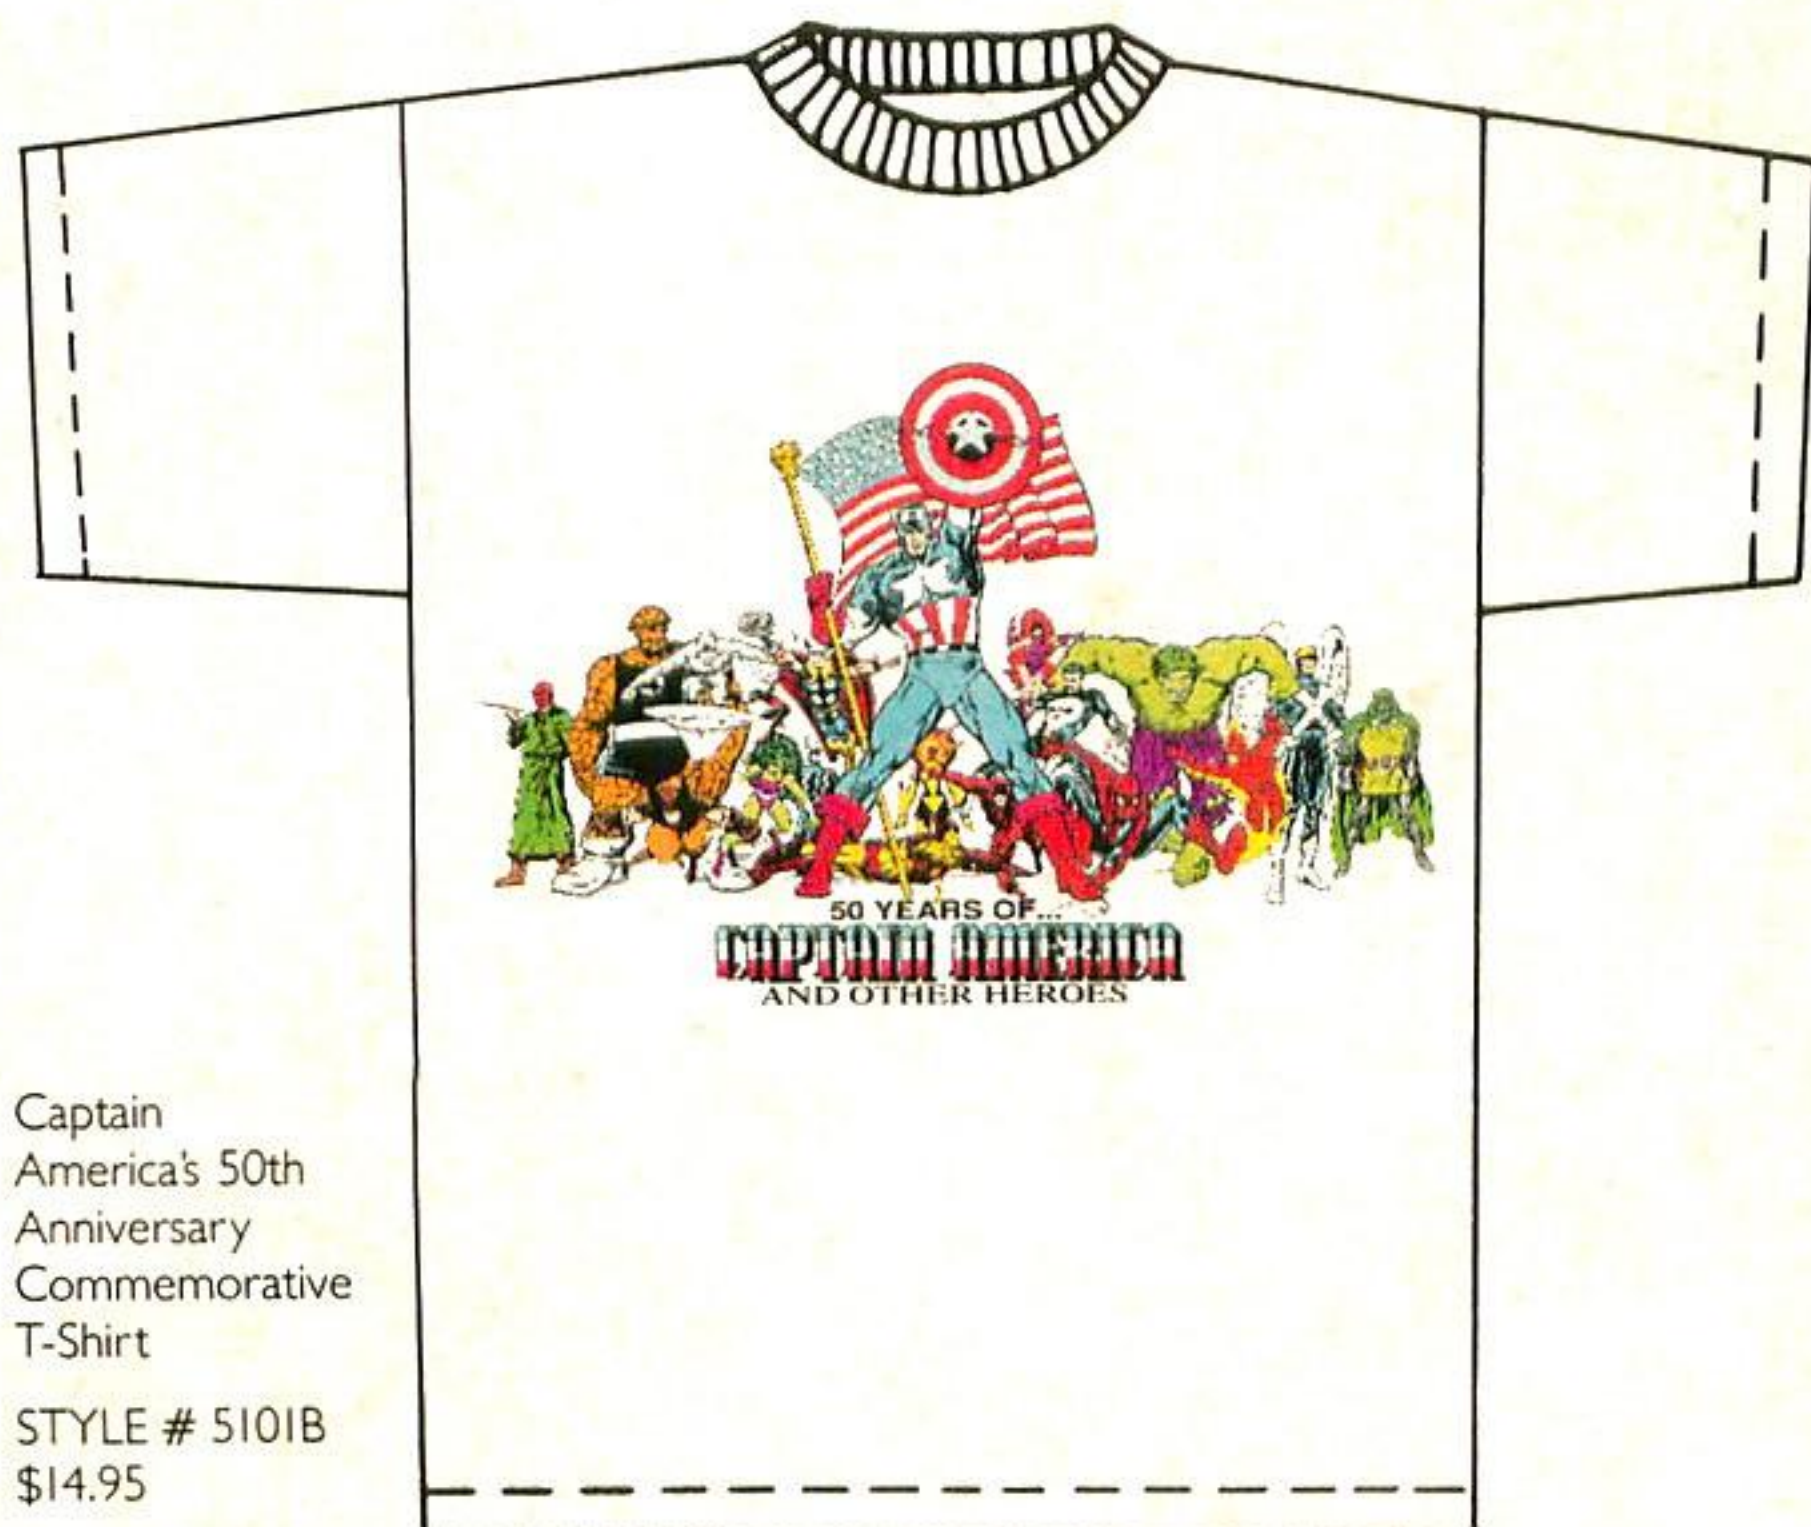 50 YEARS OF...
CAPTAIN AMERICA
AND OTHER HEROES
Captain
America's 50th
Anniversary
Commemorative
T-Shirt
STYLE # 5101B
$14.95